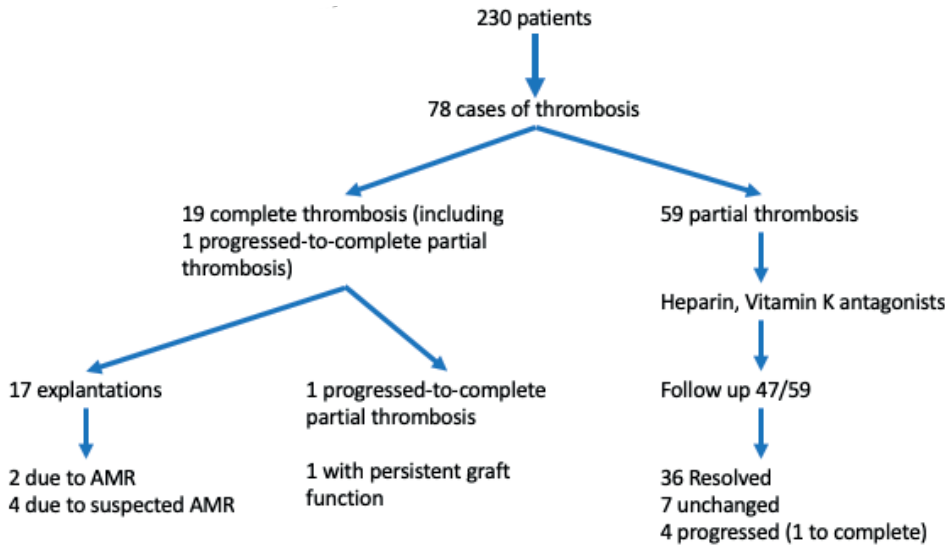 230 patients
78 cases of thrombosis
19 complete thrombosis (including
1 progressed-to-complete partial
thrombosis)
59 partial thrombosis
Heparin, Vitamin K antagonists
17 explantations
1 progressed-to-complete
partial thrombosis
Follow up 47/59
2 due to AMR
4 due to suspected AMR
1 with persistent graft
function
36 Resolved
7 unchanged
4 progressed (1 to complete)